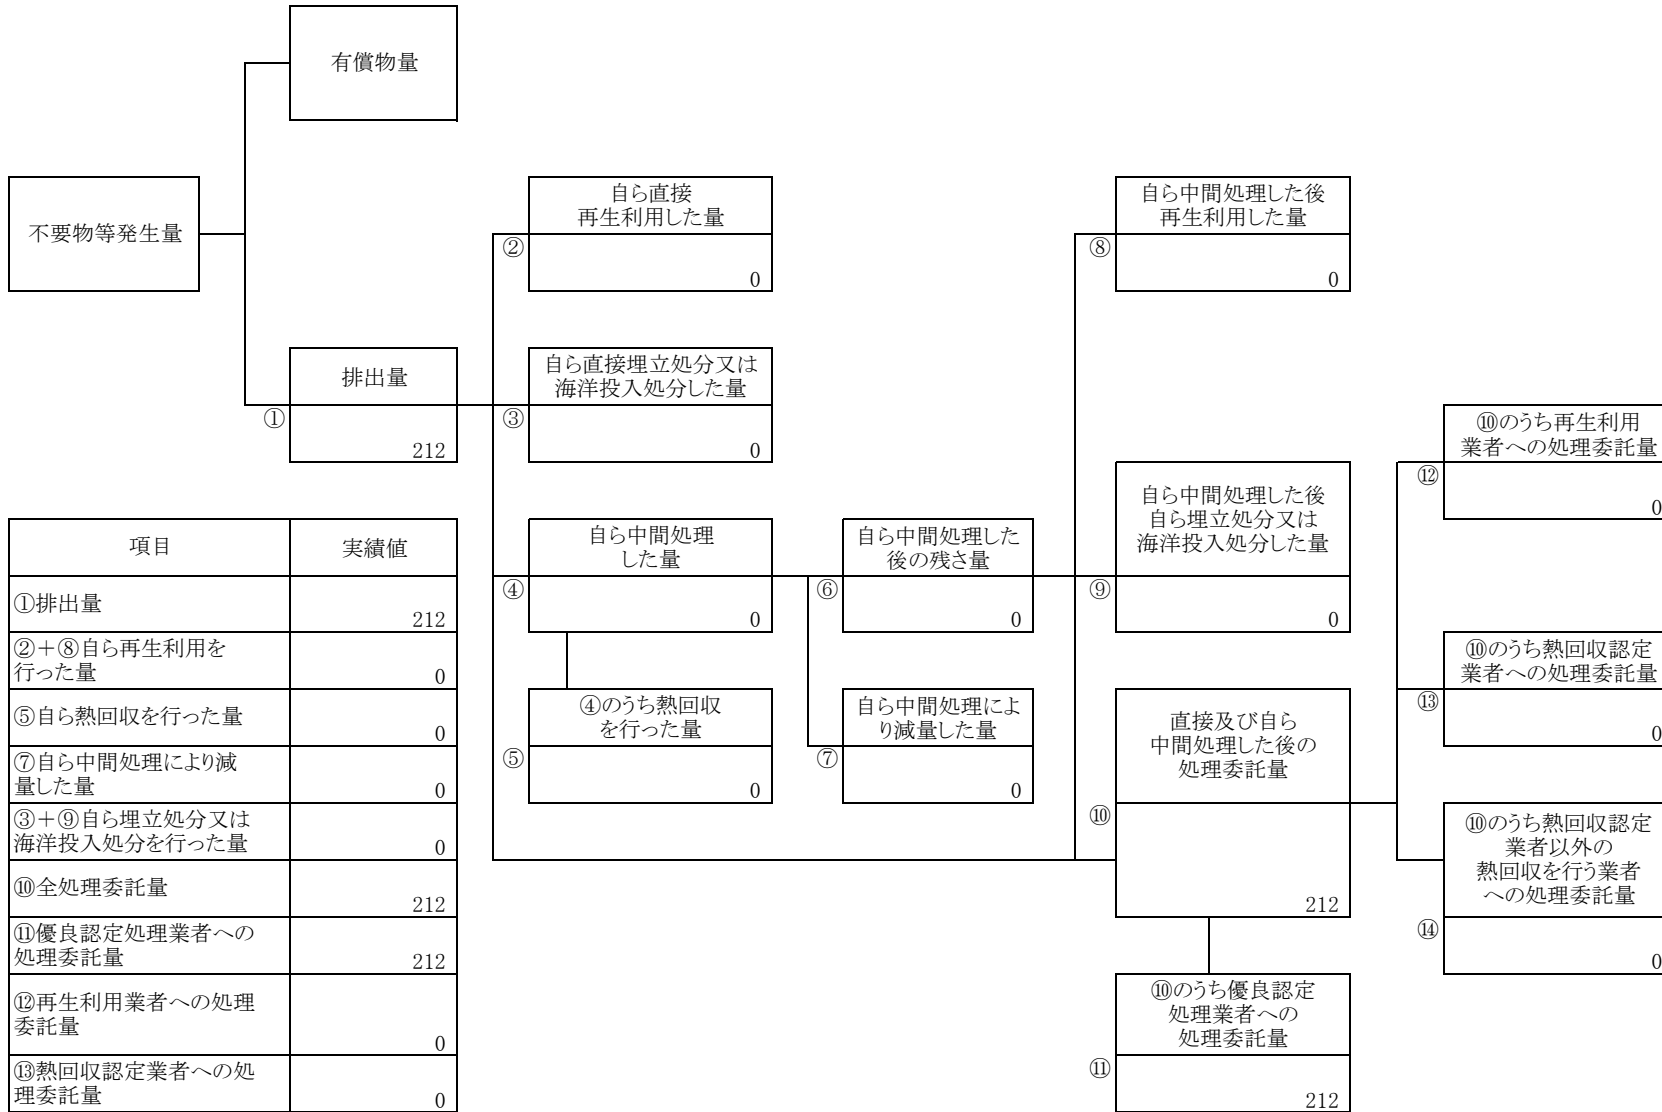 有償物量
不要物等発生量
自ら直接
再生利用した量
②
0
自ら中間処理した後
再生利用した量
⑧
0
排出量
①
212
自ら直接埋立処分又は
海洋投入処分した量
③
0
⑩のうち再生利用
業者への処理委託量
⑫
0
自ら中間処理
した量
④
0
自ら中間処理した
後の残さ量
⑥
0
自ら中間処理した後
自ら埋立処分又は
海洋投入処分した量
⑨
0
⑩のうち熱回収認定
業者への処理委託量
⑬
0
④のうち熱回収
を行った量
⑤
0
自ら中間処理によ
り減量した量
⑦
0
直接及び自ら
中間処理した後の
処理委託量
⑩
212
⑩のうち熱回収認定
業者以外の
熱回収を行う業者
への処理委託量
⑭
0
⑩のうち優良認定
処理業者への
処理委託量
⑪
212
項目
実績値
①排出量
212
②+⑧自ら再生利用を
行った量
0
⑤自ら熱回収を行った量
0
⑦自ら中間処理により減
量した量
0
③+⑨自ら埋立処分又は
海洋投入処分を行った量
0
⑩全処理委託量
212
⑪優良認定処理業者への
処理委託量
212
⑫再生利用業者への処理
委託量
0
⑬熱回収認定業者への処
理委託量
0